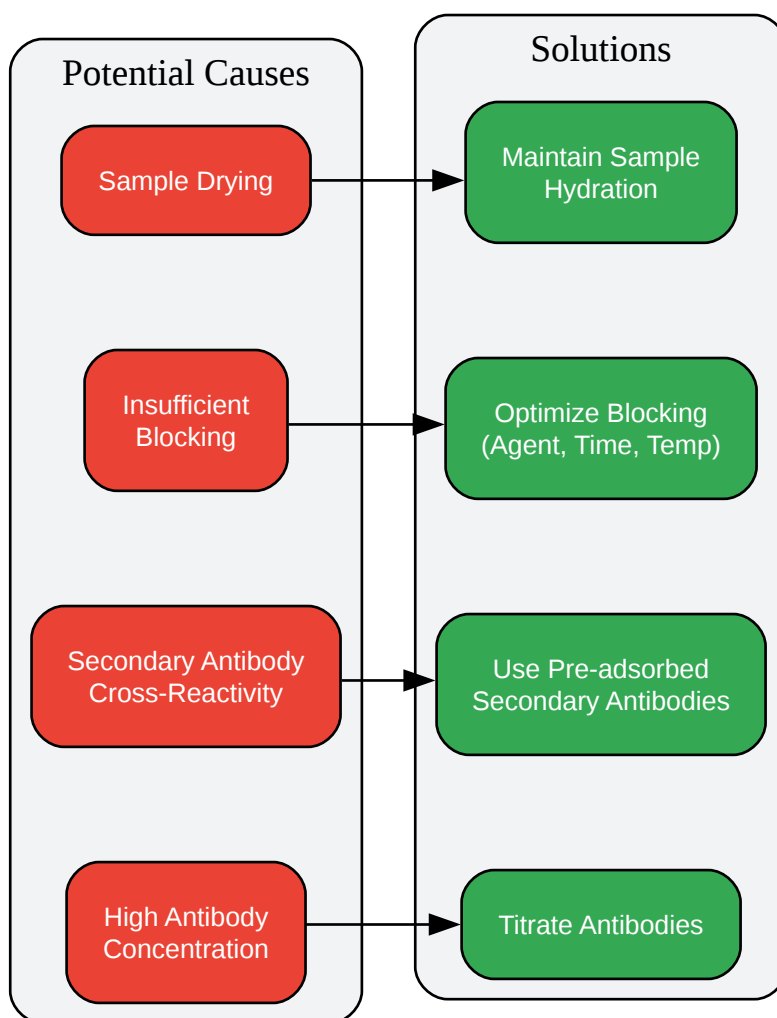 Potential Causes
Solutions
Sample Drying
Maintain Sample
Hydration
Insufficient
Blocking
Optimize Blocking
(Agent, Time, Temp)
Secondary Antibody
Cross-Reactivity
Use Pre-adsorbed
Secondary Antibodies
High Antibody
Concentration
Titrate Antibodies